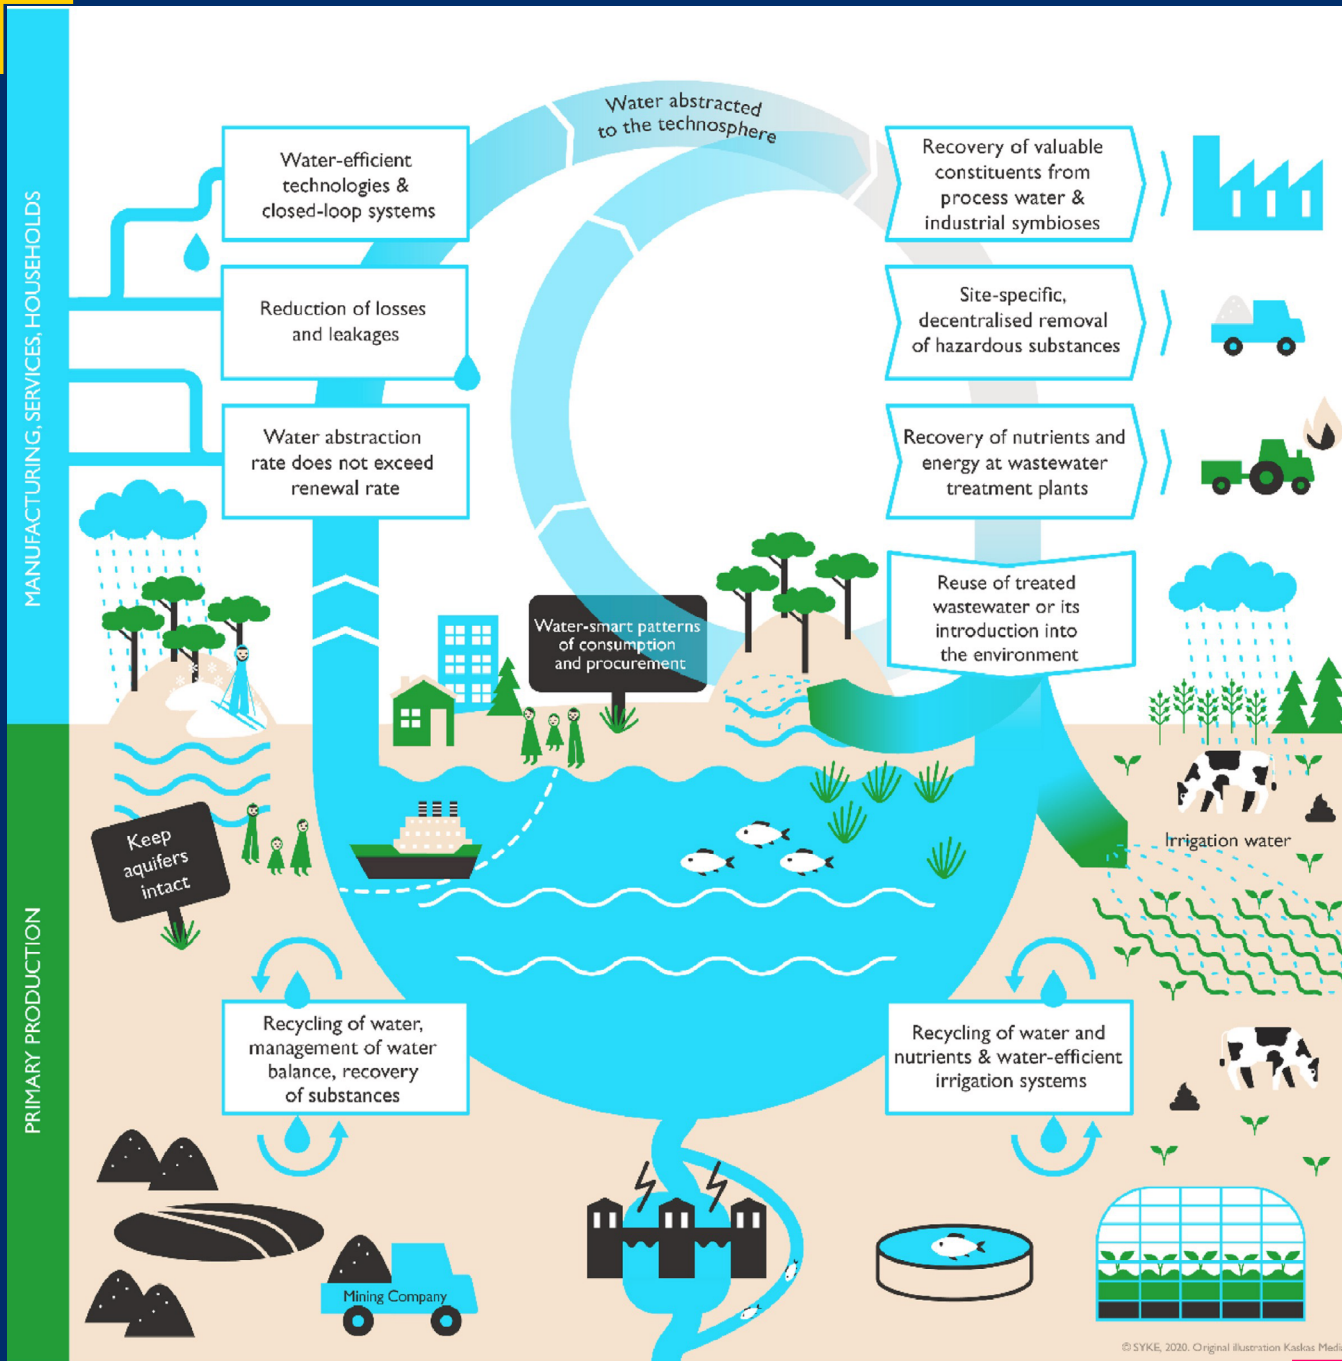 MANUFACTURING, SERVICES, HOUSEHOLDS
PRIMARY PRODUCTION
Water abstracted
to the technosphere
Water-efficient
technologies &
closed-loop systems
Reduction of losses
and leakages
Water abstraction
rate does not exceed
renewal rate
Recovery of valuable
constituents from
process water &
industrial symbioses
Site-specific,
decentralised removal
of hazardous substances
Recovery of nutrients and
energy at wastewater
treatment plants
Reuse of treated
wastewater or its
introduction into
the environment
Water-smart patterns
of consumption
and procurement
Keep
aquifers
intact
Irrigation water
Recycling of water,
management of water
balance, recovery
of substances
Recycling of water and
nutrients & water-efficient
irrigation systems
Mining Company
© SYKE, 2020. Original illustration Kaskas